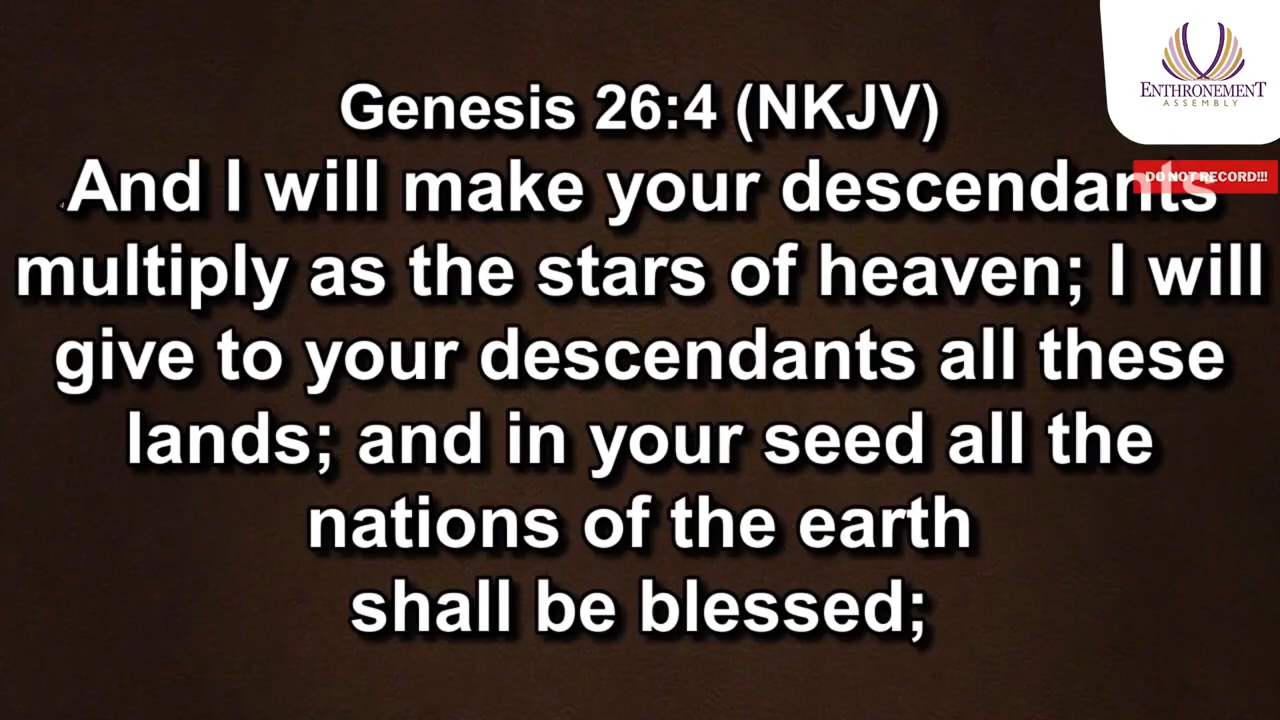 ENTHRONEMENT
ASSEMBLY
Genesis 26:4 (NKJV)
DO NOT RECORD!!!
And I will make your descendants
multiply as the stars of heaven; I will
give to your descendants all these
lands; and in your seed all the
nations of the earth
shall be blessed;